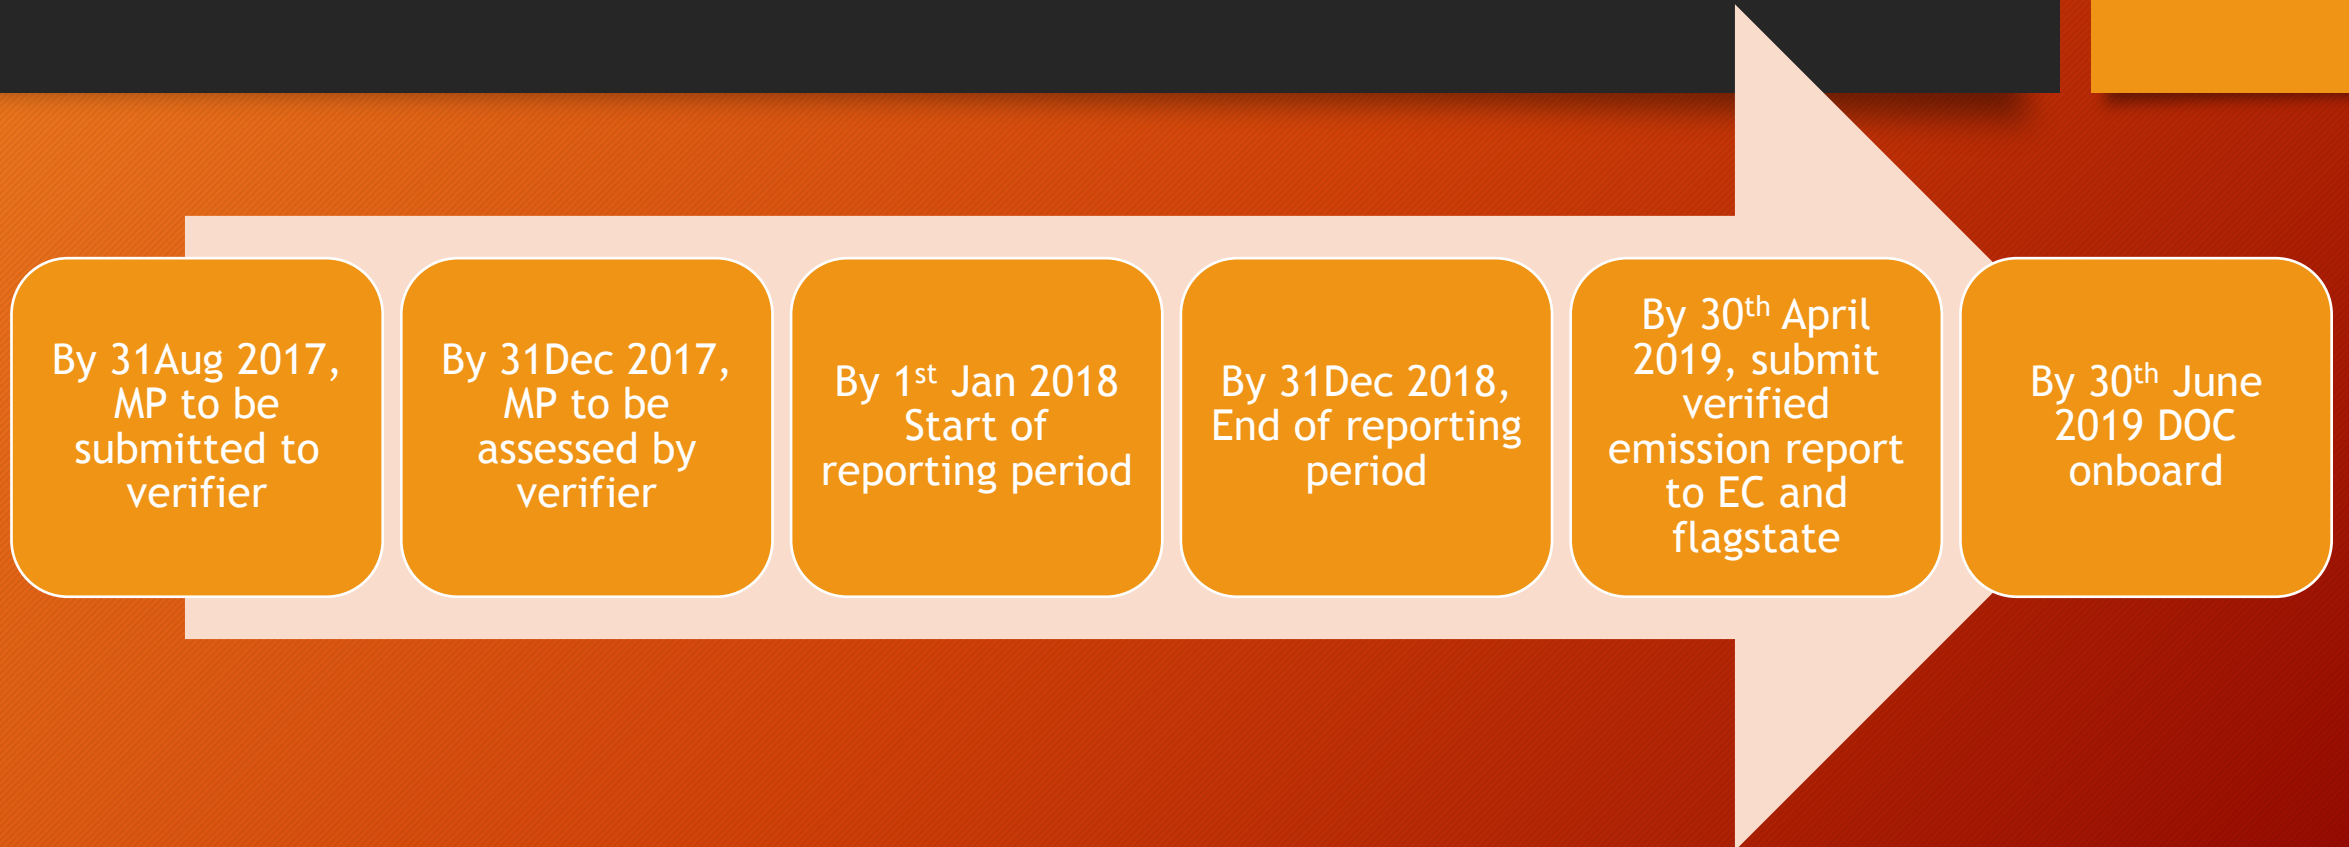 By 31Aug 2017,
MP to be
submitted to
verifier
By 31Dec 2017,
MP to be
assessed by
verifier
By 1st Jan 2018
Start of
reporting period
By 31Dec 2018,
End of reporting
period
By 30th April
2019, submit
verified
emission report
to EC and
flagstate
By 30th June
2019 DOC
onboard